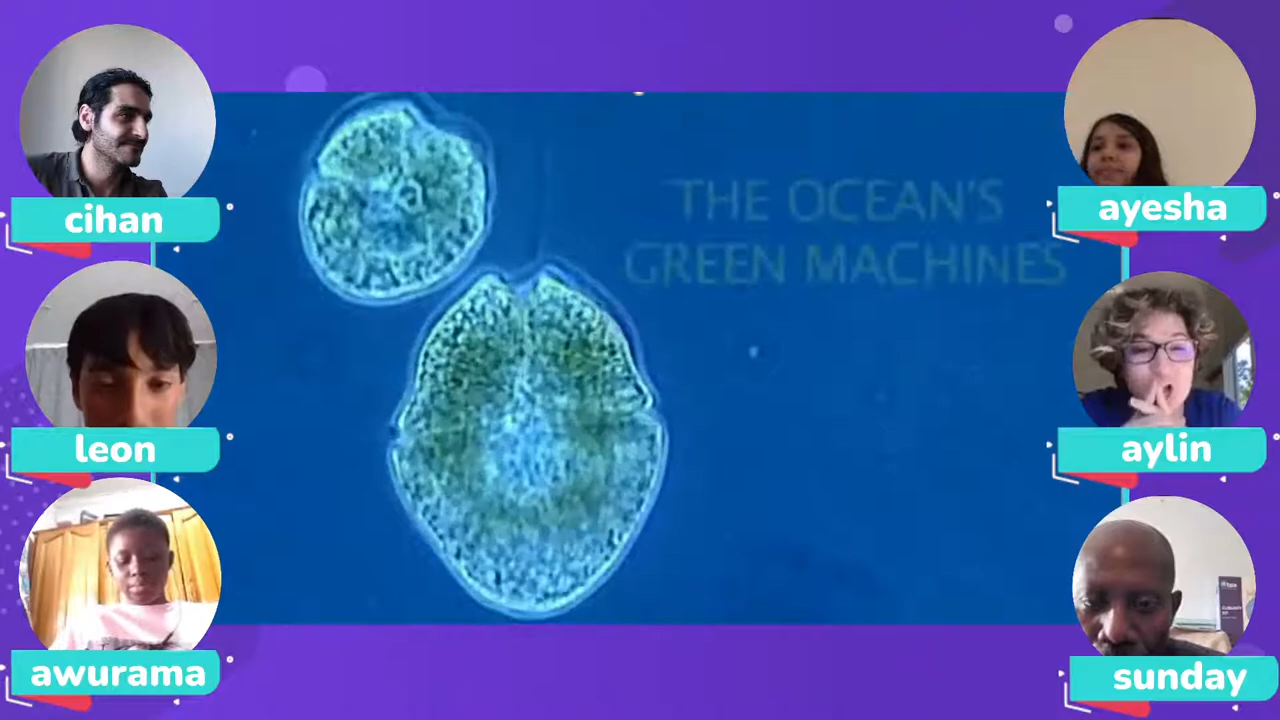 cihan
ayesha
THE OCEAN'S
GREEN MACHINES
leon
aylin
awurama
sunday